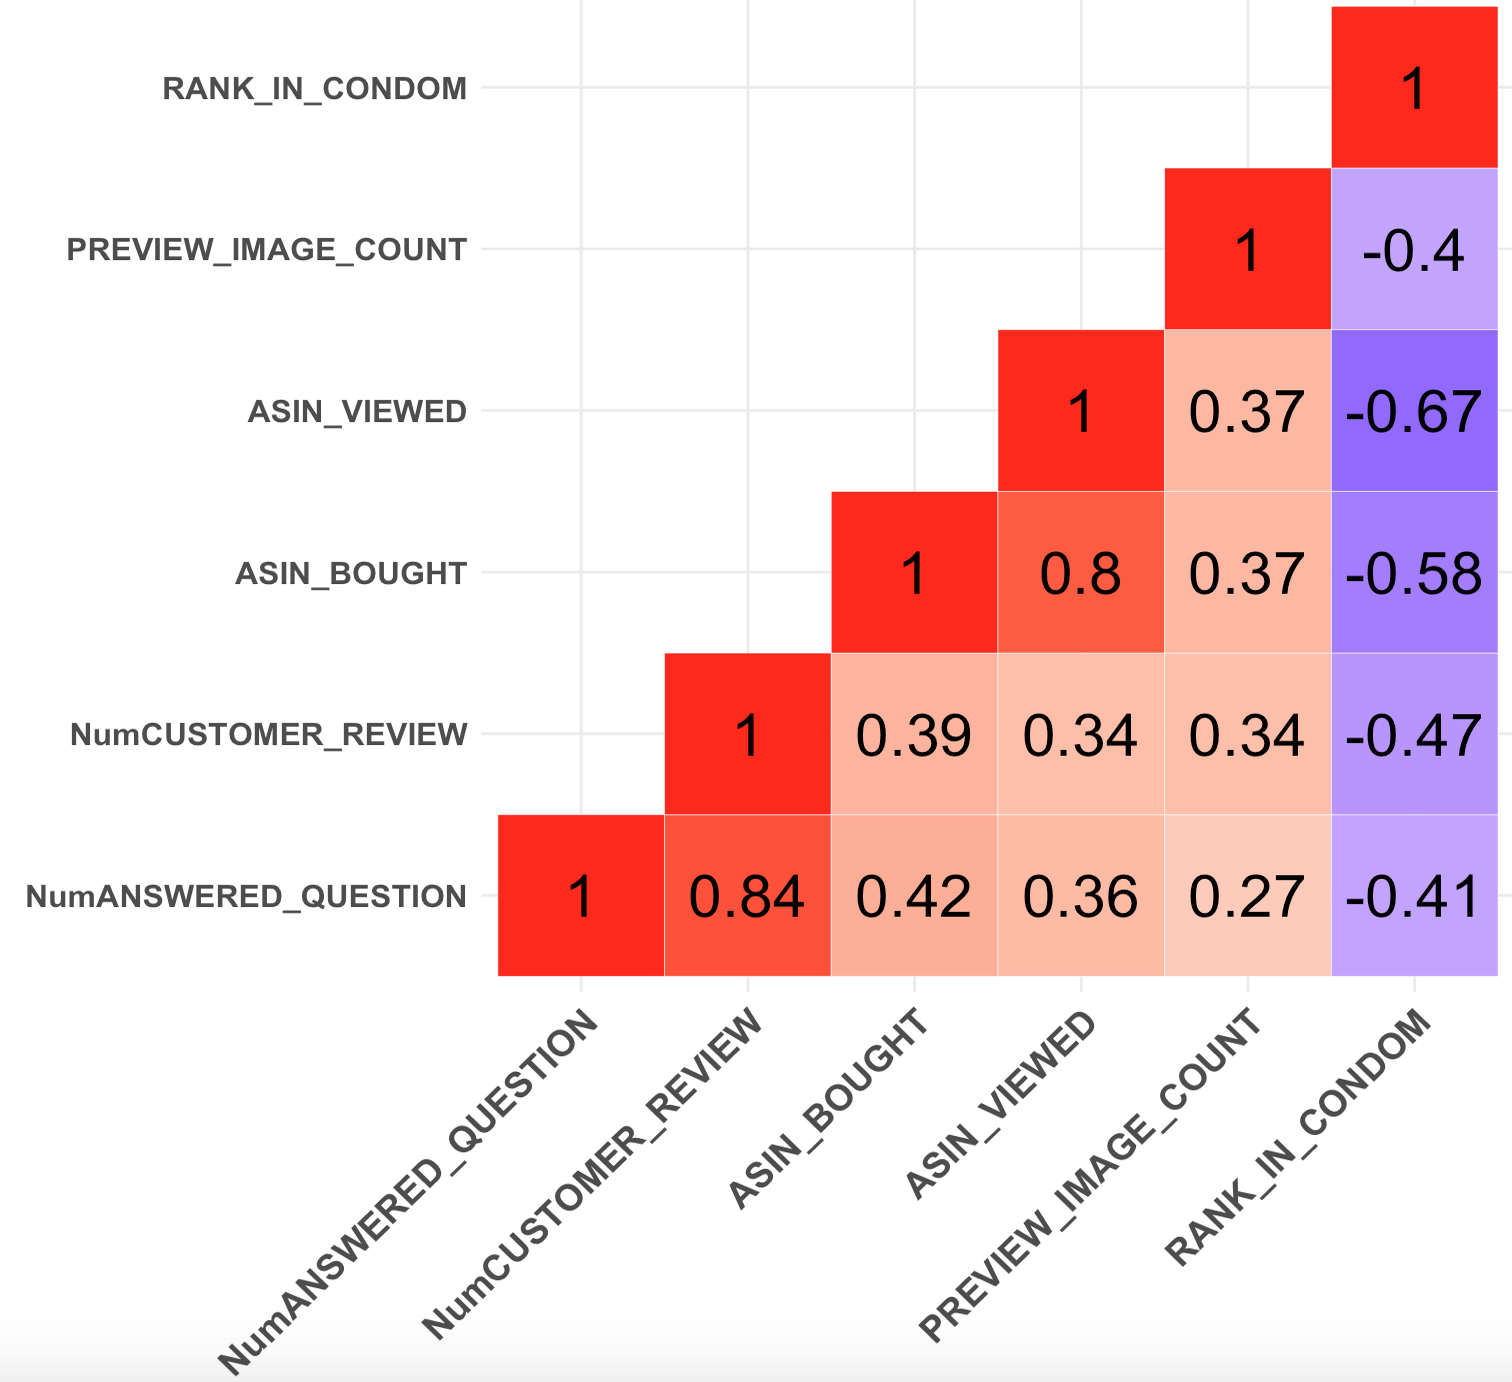 RANK_IN_CONDOM 1
PREVIEW_IMAGE_COUNT 1 -0.4
ASIN_VIEWED 1 0.37 -0.67
ASIN_BOUGHT 1 0.8 0.37 -0.58
NumCUSTOMER_REVIEW 1 0.39 0.34 0.34 -0.47
NumANSWERED_QUESTION 1 0.84 0.42 0.36 0.27 -0.41
NumANSWERED_QUESTION
NumCUSTOMER_REVIEW
ASIN_BOUGHT
ASIN_VIEWED
PREVIEW_IMAGE_COUNT
RANK_IN_CONDOM